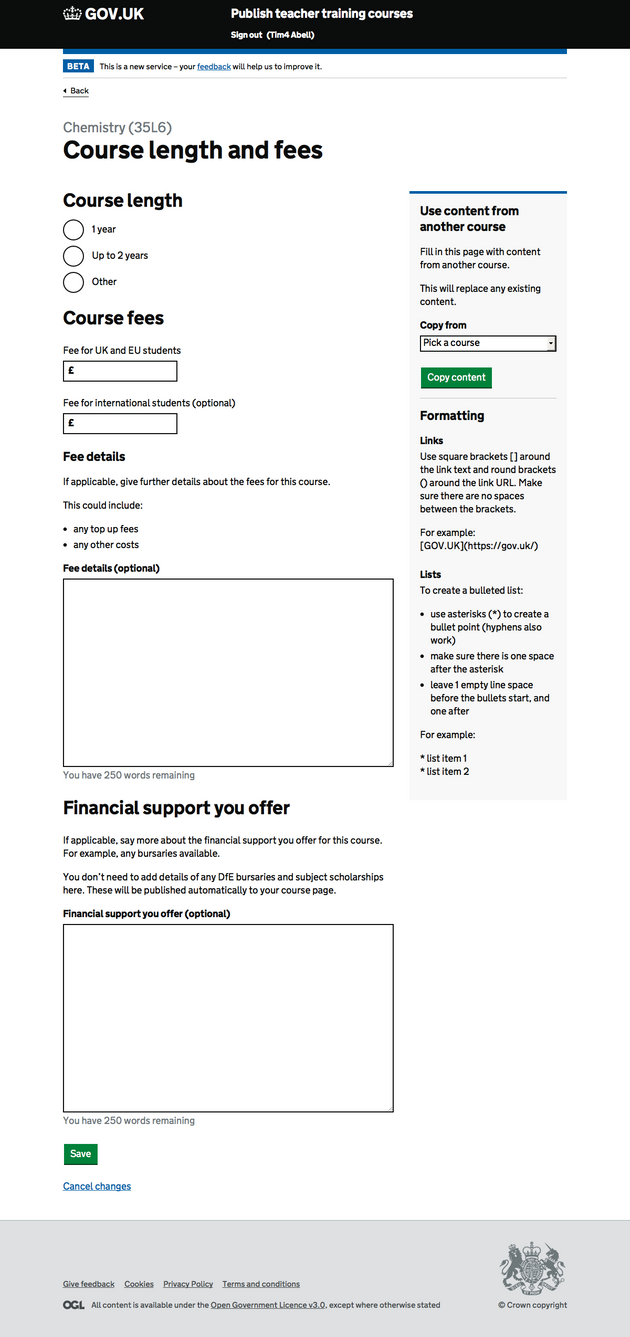 GOV.UK
Publish teacher training courses
Sign out (Tim4 Abell)
BETA This is a new service – your feedback will help us to improve it.
Back
Chemistry (35L6)
Course length and fees
Course length
1 year
Up to 2 years
Other
Course fees
Fee for UK and EU students
£
Fee for international students (optional)
£
Fee details
If applicable, give further details about the fees for this course.
This could include:
• any top up fees
• any other costs
Fee details (optional)
You have 250 words remaining
Financial support you offer
If applicable, say more about the financial support you offer for this course.
For example, any bursaries available.
You don't need to add details of any DfE bursaries and subject scholarships
here. These will be published automatically to your course page.
Financial support you offer (optional)
You have 250 words remaining
Save
Cancel changes
Use content from
another course
Fill in this page with content
from another course.
This will replace any existing
content.
Copy from
Pick a course
Copy content
Formatting
Links
Use square brackets [] around
the link text and round brackets
() around the link URL. Make
sure there are no spaces
between the brackets.
For example:
[GOV.UK](https://gov.uk/)
Lists
To create a bulleted list:
• use asterisks (*) to create a
bullet point (hyphens also
work)
• make sure there is one space
after the asterisk
• leave 1 empty line space
before the bullets start, and
one after
For example:
* list item 1
* list item 2
Give feedback Cookies Privacy Policy Terms and conditions
OGL All content is available under the Open Government Licence v3.0, except where otherwise stated
© Crown copyright